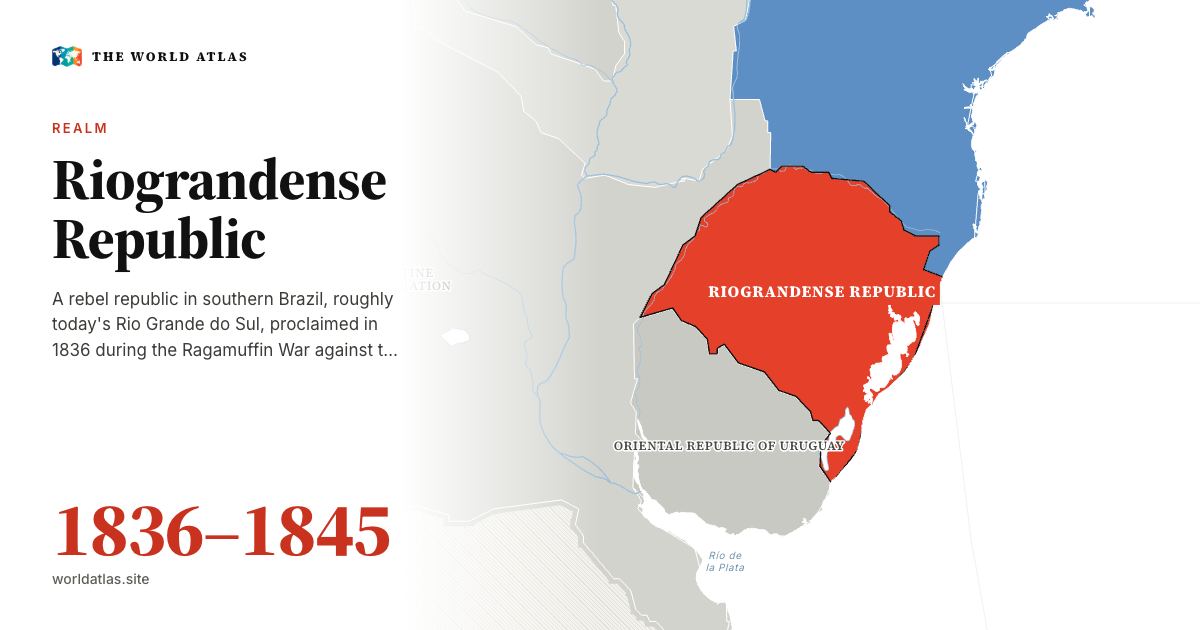 THE WORLD ATLAS
REALM
Riograndense
Republic
A rebel republic in southern Brazil, roughly
today's Rio Grande do Sul, proclaimed in
1836 during the Ragamuffin War against t...
1836–1845
worldatlas.site
INE
ATION
RIOGRANDENSE REPUBLIC
ORIENTAL REPUBLIC OF URUGUAY
Río de
la Plata